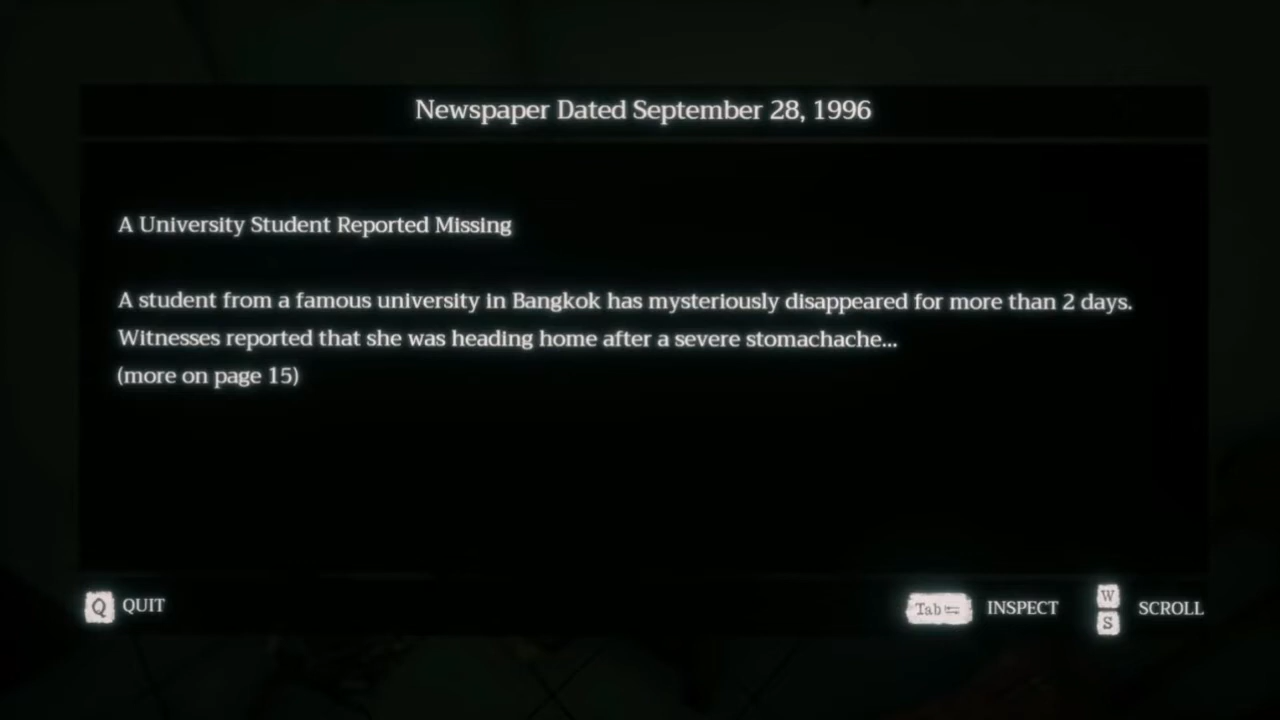 Newspaper Dated September 28, 1996
A University Student Reported Missing
A student from a famous university in Bangkok has mysteriously disappeared for more than 2 days.
Witnesses reported that she was heading home after a severe stomachache...
(more on page 15)
Q QUIT
Tab INSPECT
W
S
SCROLL